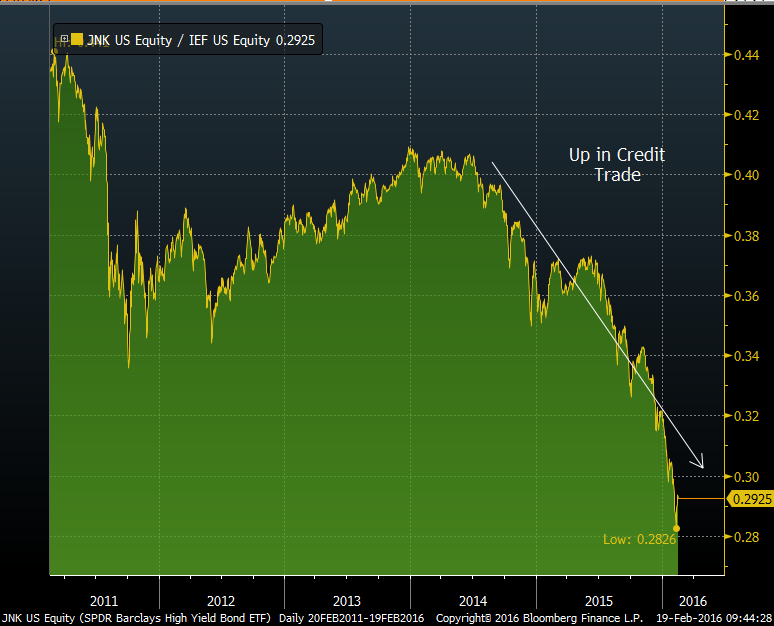 JNK US Equity / IEF US Equity 0.2925
0.44
0.42
0.40
Up in Credit
Trade
0.38
0.36
0.34
0.32
0.30
0.2925
Low: 0.2826
0.28
2011 2012 2013 2014 2015 2016
JNK US Equity (SPDR Barclays High Yield Bond ETF) Daily 20FEB2011-19FEB2016 Copyright© 2016 Bloomberg Finance L.P. 19-Feb-2016 09:44:28